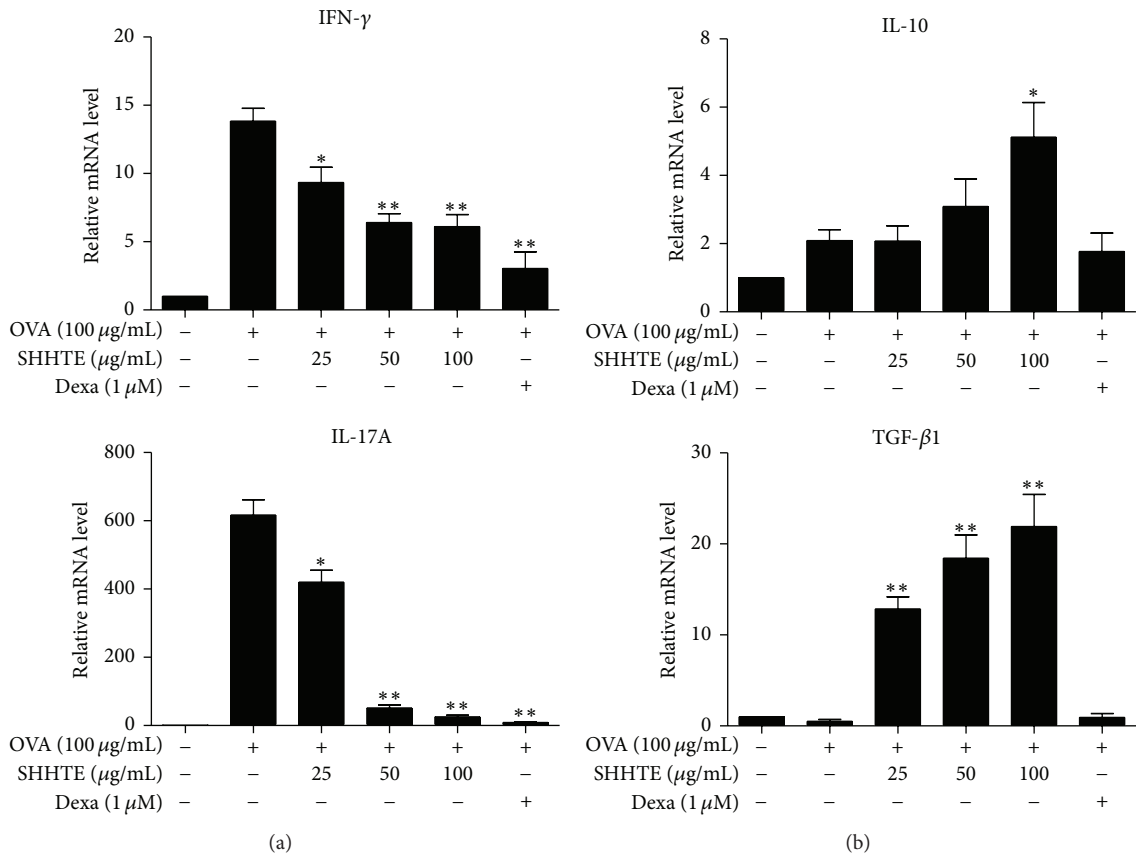 IFN-γ
Relative mRNA level
20
15
10
5
0
*
**
**
**
OVA (100 μg/mL) – + + + + +
SHHTE (μg/mL) – – 25 50 100 –
Dexa (1 μM) – – – – – +
IL-10
Relative mRNA level
8
6
4
2
0
*
OVA (100 μg/mL) – + + + + +
SHHTE (μg/mL) – – 25 50 100 –
Dexa (1 μM) – – – – – +
IL-17A
Relative mRNA level
800
600
400
200
0
*
**
**
**
OVA (100 μg/mL) – + + + + +
SHHTE (μg/mL) – – 25 50 100 –
Dexa (1 μM) – – – – – +
(a)
TGF-β1
Relative mRNA level
30
20
10
0
**
**
**
OVA (100 μg/mL) – + + + + +
SHHTE (μg/mL) – – 25 50 100 –
Dexa (1 μM) – – – – – +
(b)